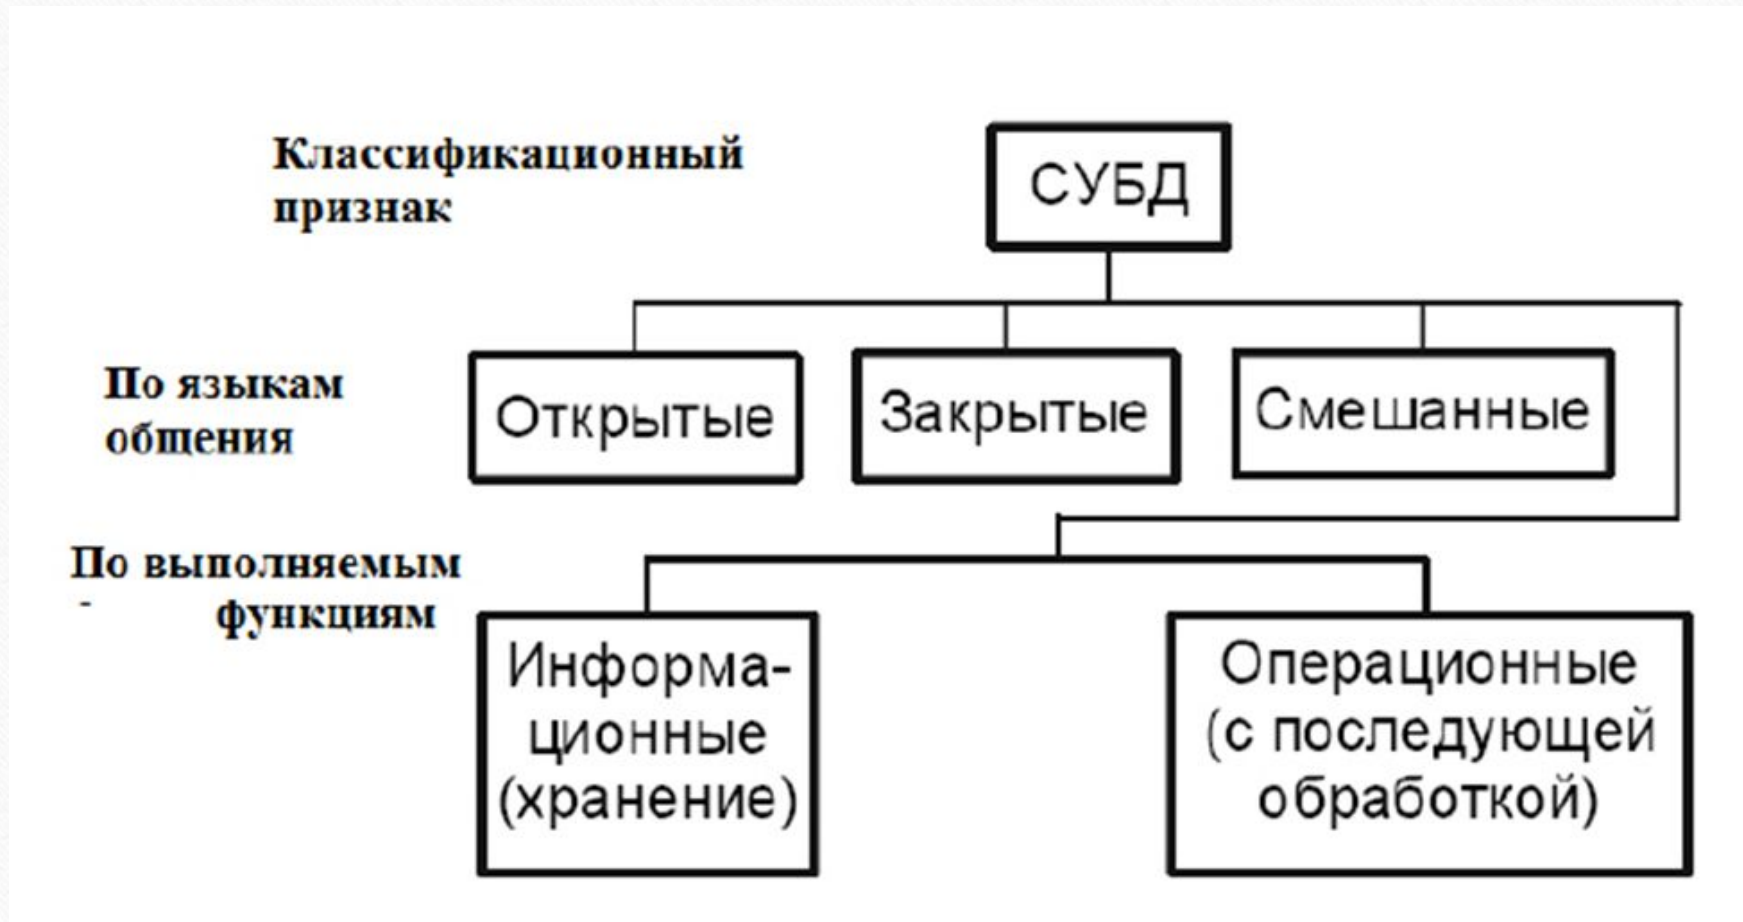 Классификационный
признак
СУБД
По языкам
общения
Открытые
Закрытые
Смешанные
По выполняемым
- функциям
Информа-
ционные
(хранение)
Операционные
(с последующей
обработкой)